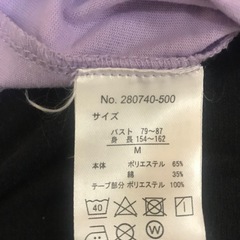 No. 280740-500
サイズ
バスト 79～87
身 長 154～162
M
本体 ポリエステル 65%
綿 35%
テープ部分 ポリエステル 100%
40